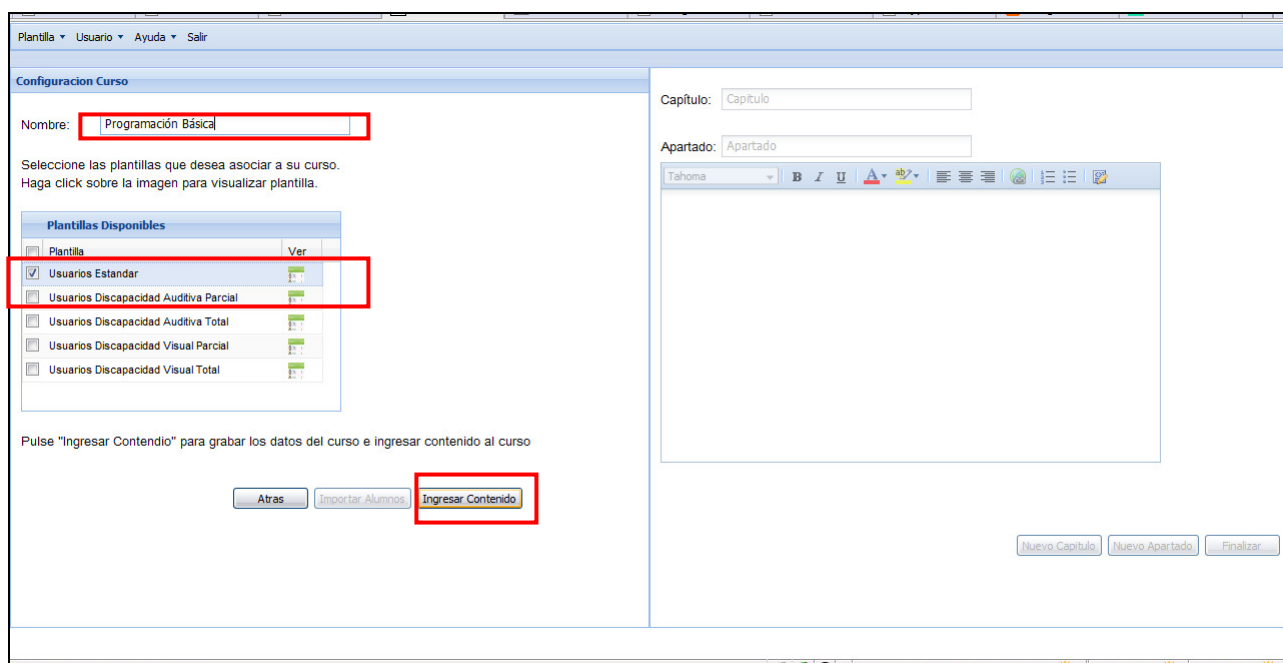 Plantilla Usuario Ayuda Salir
Configuracion Curso
Nombre: Programación Básica
Seleccione las plantillas que desea asociar a su curso.
Haga click sobre la imagen para visualizar plantilla.
Plantillas Disponibles
Plantilla Ver
Usuarios Estandar
Usuarios Discapacidad Auditiva Parcial
Usuarios Discapacidad Auditiva Total
Usuarios Discapacidad Visual Parcial
Usuarios Discapacidad Visual Total
Pulse "Ingresar Contendio" para grabar los datos del curso e ingresar contenido al curso
Atras Importar Alumnos Ingresar Contenido
Capítulo: Capitulo
Apartado: Apartado
Tahoma B I U A ab
Nuevo Capitulo Nuevo Apartado Finalizar